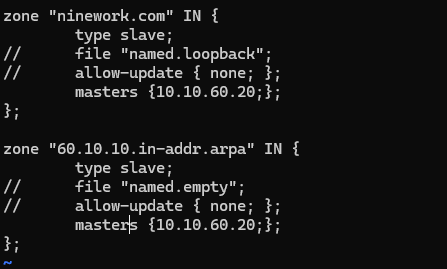 zone "ninework.com" IN {
        type slave;
//      file "named.loopback";
//      allow-update { none; };
        masters {10.10.60.20;};
};

zone "60.10.10.in-addr.arpa" IN {
        type slave;
//      file "named.empty";
//      allow-update { none; };
        masters {10.10.60.20;};
};
~